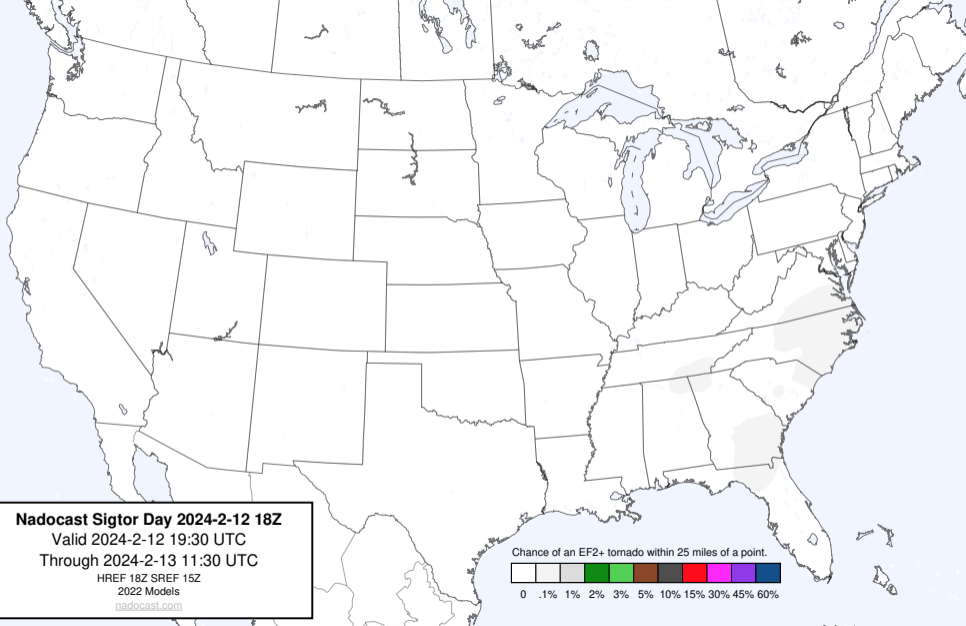 Nadocast Sigtor Day 2024-2-12 18Z
Valid 2024-2-12 19:30 UTC
Through 2024-2-13 11:30 UTC
HREF 18Z SREF 15Z
2022 Models
nadocast.com
Chance of an EF2+ tornado within 25 miles of a point.
0 .1% 1% 2% 3% 5% 10% 15% 30% 45% 60%